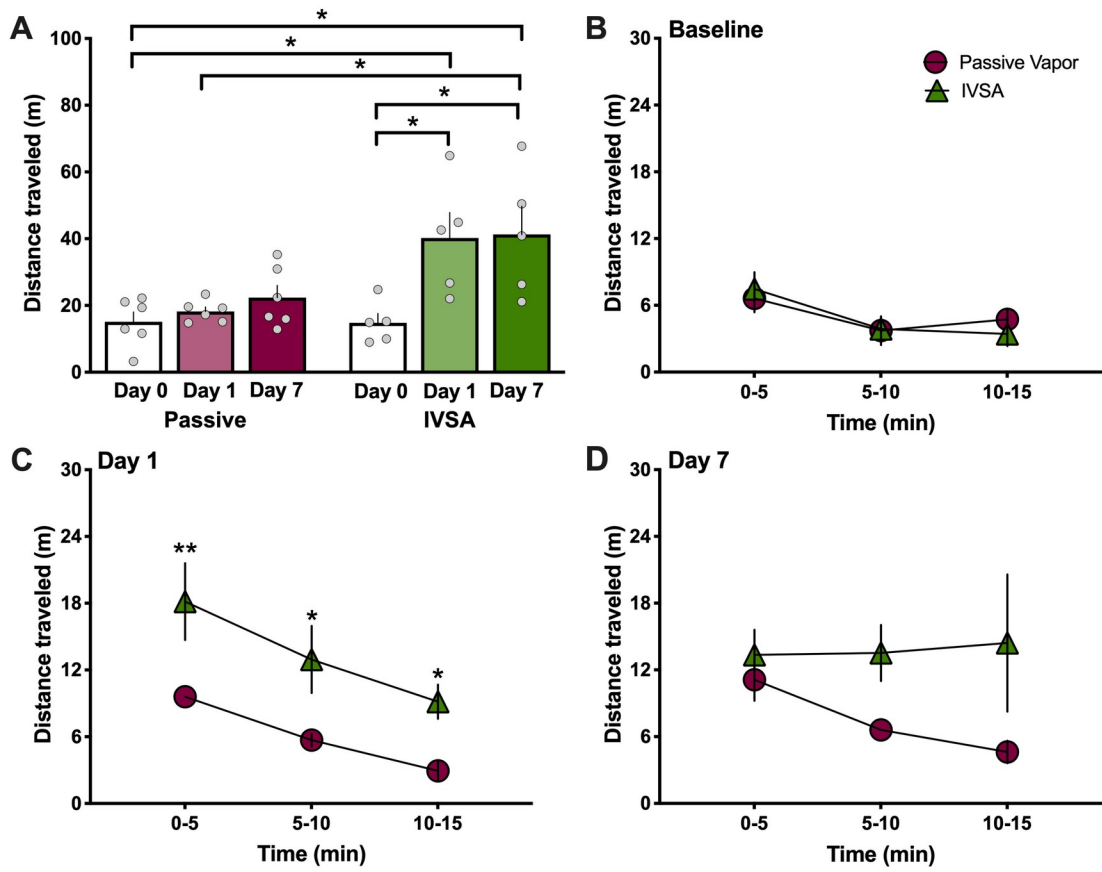 A
*
*
*
*
*
100
80
60
40
20
0
Distance traveled (m)
Day 0 Day 1 Day 7
Passive
Day 0 Day 1 Day 7
IVSA
B Baseline
Passive Vapor
IVSA
30
24
18
12
6
0
Distance traveled (m)
0-5 5-10 10-15
Time (min)
C Day 1
30
24
18
12
6
0
Distance traveled (m)
**
*
*
0-5 5-10 10-15
Time (min)
D Day 7
30
24
18
12
6
0
Distance traveled (m)
0-5 5-10 10-15
Time (min)